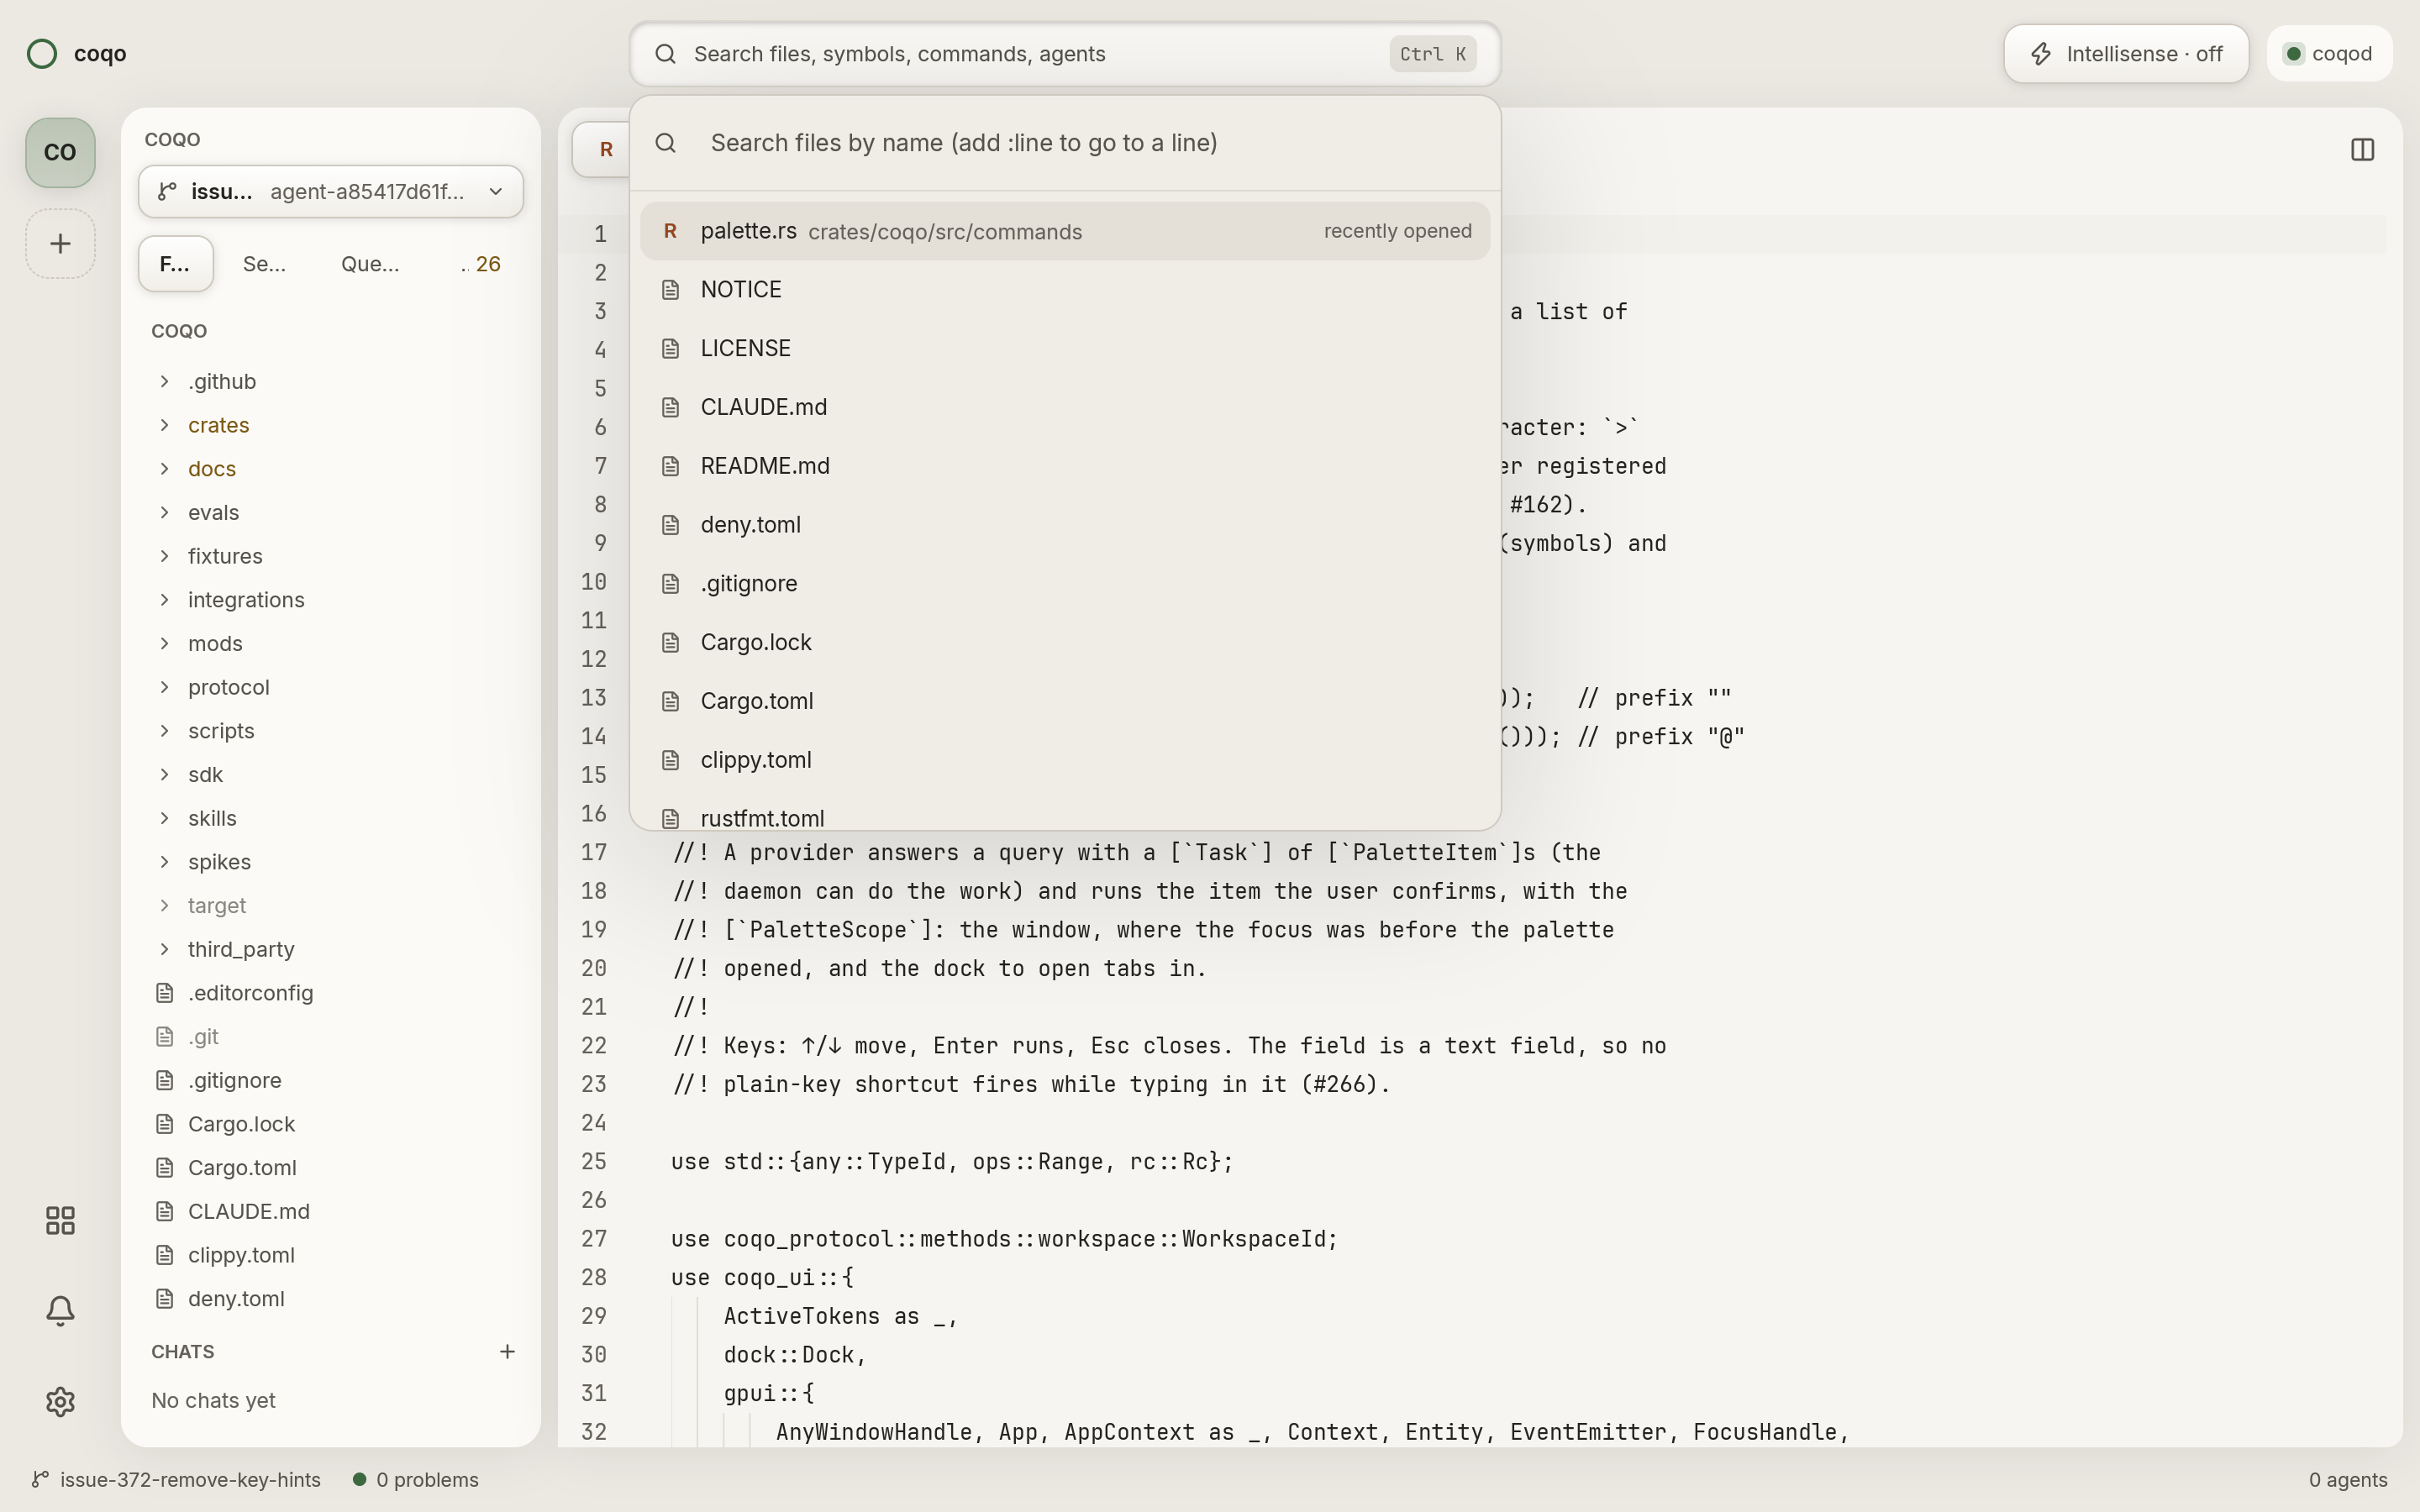 coqo
Search files, symbols, commands, agents
Ctrl K
Intellisense · off
coqod
CO
COQO
issu... agent-a85417d61f...
F... Se... Que... .. 26
COQO
.github
crates
docs
evals
fixtures
integrations
mods
protocol
scripts
sdk
skills
spikes
target
third_party
.editorconfig
.git
.gitignore
Cargo.lock
Cargo.toml
CLAUDE.md
clippy.toml
deny.toml
CHATS
No chats yet
R
Search files by name (add :line to go to a line)
R palette.rs crates/coqo/src/commands recently opened
NOTICE
LICENSE
CLAUDE.md
README.md
deny.toml
.gitignore
Cargo.lock
Cargo.toml
clippy.toml
rustfmt.toml
1
2
3 a list of
4
5
6 racter: `>`
7 er registered
8 #162).
9 (symbols) and
10
11
12
13 )); // prefix ""
14 ())); // prefix "@"
15
16
17 //! A provider answers a query with a [`Task`] of [`PaletteItem`]s (the
18 //! daemon can do the work) and runs the item the user confirms, with the
19 //! [`PaletteScope`]: the window, where the focus was before the palette
20 //! opened, and the dock to open tabs in.
21 //!
22 //! Keys: ↑/↓ move, Enter runs, Esc closes. The field is a text field, so no
23 //! plain-key shortcut fires while typing in it (#266).
24
25 use std::{any::TypeId, ops::Range, rc::Rc};
26
27 use coqo_protocol::methods::workspace::WorkspaceId;
28 use coqo_ui::{
29 ActiveTokens as _,
30 dock::Dock,
31 gpui::{
32 AnyWindowHandle, App, AppContext as _, Context, Entity, EventEmitter, FocusHandle,
issue-372-remove-key-hints
0 problems
0 agents